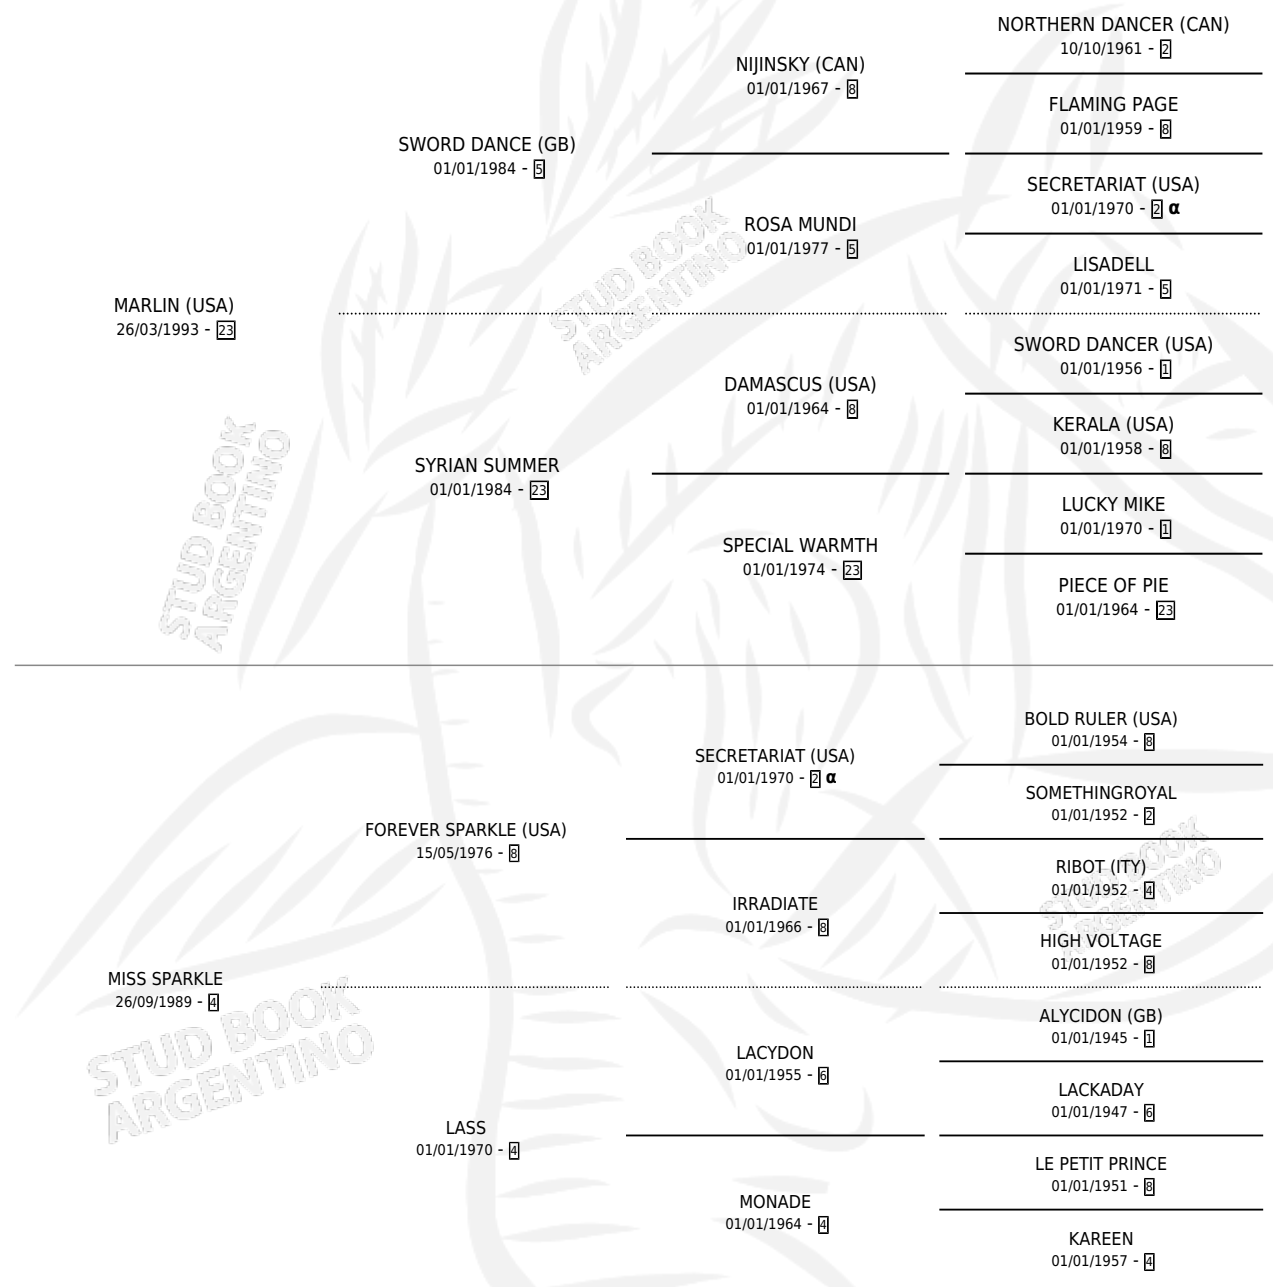 NORTHERN DANCER (CAN)
10/10/1961 - 2
NIJINSKY (CAN)
01/01/1967 - 8
FLAMING PAGE
01/01/1959 - 8
SWORD DANCE (GB)
01/01/1984 - 5
SECRETARIAT (USA)
01/01/1970 - 2 α
ROSA MUNDI
01/01/1977 - 5
LISADELL
01/01/1971 - 5
MARLIN (USA)
26/03/1993 - 23
SWORD DANCER (USA)
01/01/1956 - 1
DAMASCUS (USA)
01/01/1964 - 8
KERALA (USA)
01/01/1958 - 8
SYRIAN SUMMER
01/01/1984 - 23
LUCKY MIKE
01/01/1970 - 1
SPECIAL WARMTH
01/01/1974 - 23
PIECE OF PIE
01/01/1964 - 23
BOLD RULER (USA)
01/01/1954 - 8
SECRETARIAT (USA)
01/01/1970 - 2 α
SOMETHINGROYAL
01/01/1952 - 2
FOREVER SPARKLE (USA)
15/05/1976 - 8
RIBOT (ITY)
01/01/1952 - 4
IRRADIATE
01/01/1966 - 8
HIGH VOLTAGE
01/01/1952 - 8
MISS SPARKLE
26/09/1989 - 4
ALYCIDON (GB)
01/01/1945 - 1
LACYDON
01/01/1955 - 6
LACKADAY
01/01/1947 - 6
LASS
01/01/1970 - 4
LE PETIT PRINCE
01/01/1951 - 8
MONADE
01/01/1964 - 4
KAREEN
01/01/1957 - 4
STUD BOOK
ARGENTINO
STUD BOOK
ARGENTINO
STUD BOOK
ARGENTINO
STUD BOOK
ARGENTINO